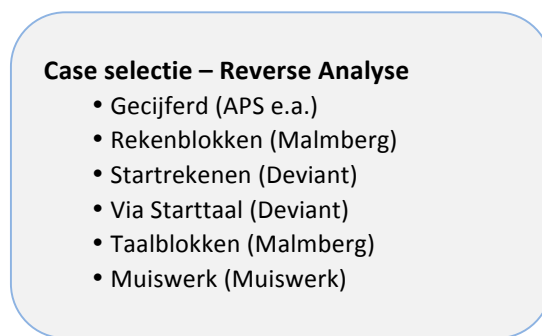 Case selectie – Reverse Analyse
• Gecijferd (APS e.a.)
• Rekenblokken (Malmberg)
• Startrekenen (Deviant)
• Via Starttaal (Deviant)
• Taalblokken (Malmberg)
• Muiswerk (Muiswerk)